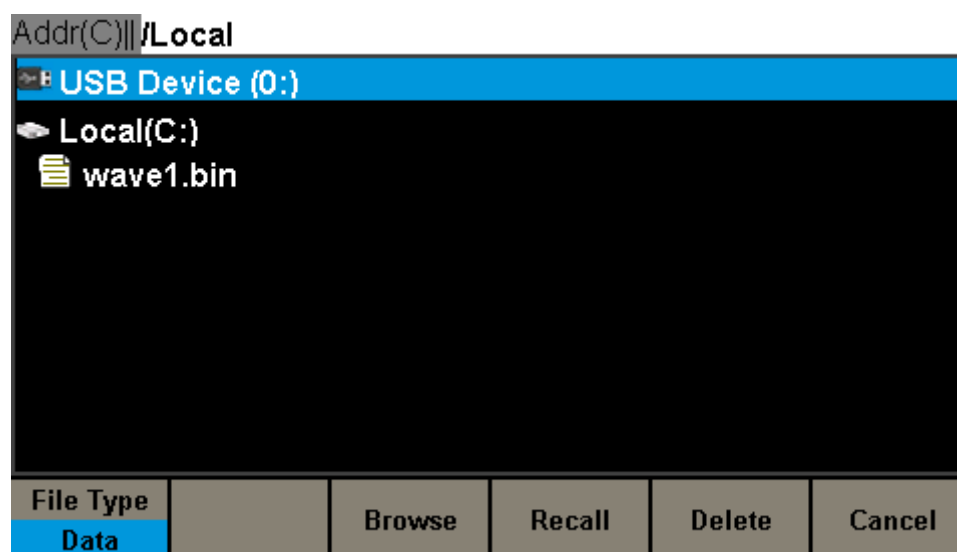 Addr(C)|| /Local
USB Device (0:)
Local(C:)
wave1.bin
File Type
Data
Browse
Recall
Delete
Cancel